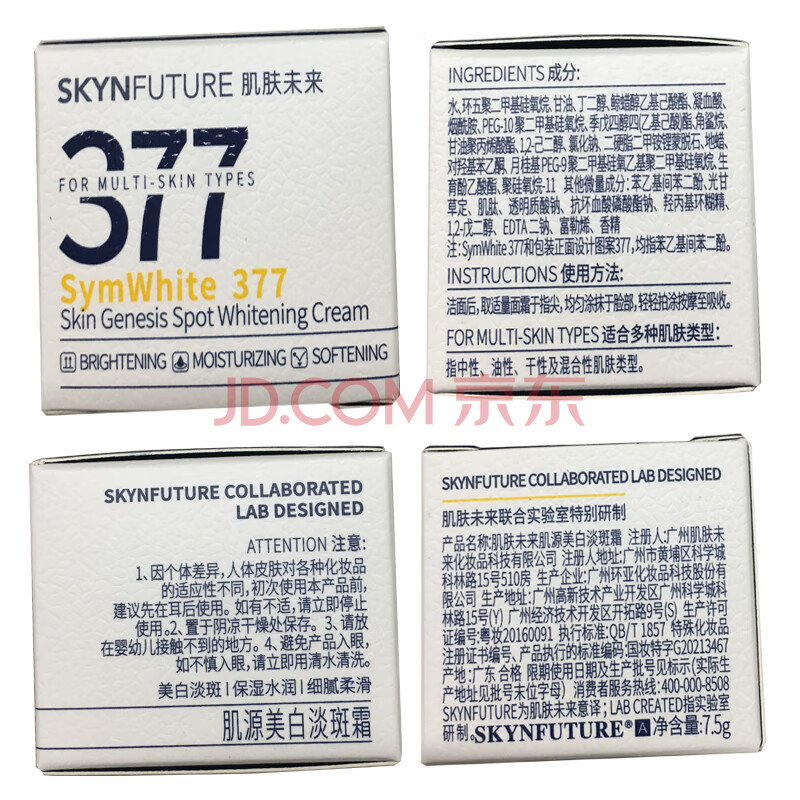 SKYNFUTURE 肌肤未来
377
FOR MULTI-SKIN TYPES
SymWhite 377
Skin Genesis Spot Whitening Cream
BRIGHTENING MOISTURIZING SOFTENING
INGREDIENTS 成分:
水、环五聚二甲基硅氧烷、甘油、丁二醇、鲸蜡醇乙基己酸酯、凝血酸、
烟酰胺、PEG-10聚二甲基硅氧烷、季戊四醇四(乙基己酸)酯、角鲨烷、
甘油聚丙烯酸酯、1,2-己二醇、氯化钠、二硬脂二甲铵锂蒙脱石、地蜡、
对羟基苯乙酮、月桂基PEG-9聚二甲基硅氧乙基聚二甲基硅氧烷、生
育酚乙酸酯、聚硅氧烷-11 其他微量成分:苯乙基间苯二酚、光甘
草定、肌肽、透明质酸钠、抗坏血酸磷酸酯钠、羟丙基环糊精、
1,2-戊二醇、EDTA二钠、富勒烯、香精
注:SymWhite 377和包装正面设计图案377,均指苯乙基间苯二酚。
INSTRUCTIONS 使用方法:
洁面后,取适量面霜于指尖,均匀涂抹于脸部,轻轻拍涂按摩至吸收。
FOR MULTI-SKIN TYPES 适合多种肌肤类型:
指中性、油性、干性及混合性肌肤类型。
JD.COM 京东
SKYNFUTURE COLLABORATED
LAB DESIGNED
ATTENTION 注意:
1、因个体差异,人体皮肤对各种化妆品
的适应性不同,初次使用本产品前,
建议先在耳后使用。如有不适,请立即停止
使用。2、置于阴凉干燥处保存。3、请放
在婴幼儿接触不到的地方。4、避免产品入眼,
如不慎入眼,请立即用清水清洗。
美白淡斑|保湿水润|细腻柔滑
肌源美白淡斑霜
SKYNFUTURE COLLABORATED LAB DESIGNED
肌肤未来联合实验室特别研制
产品名称:肌肤未来肌源美白淡斑霜 注册人:广州肌肤未
来化妆品科技有限公司 注册人地址:广州市黄埔区科学城
科林路15号510房 生产企业:广州环亚化妆品科技股份有
限公司 生产地址:广州高新技术产业开发区广州科学城科
林路15号(Y) 广州经济技术开发区开拓路9号(S) 生产许可
证编号:粤妆20160091 执行标准:QB/T 1857 特殊化妆品
注册证书编号、产品执行的标准编号:国妆特字G20213467
产地:广东 合格 限期使用日期及生产批号见标示(实际生
产地址见批号末位字母) 消费者服务热线:400-000-8508
SKYNFUTURE为肌肤未来意译;LAB CREATED指实验室
研制。SKYNFUTURE® A 净含量:7.5g